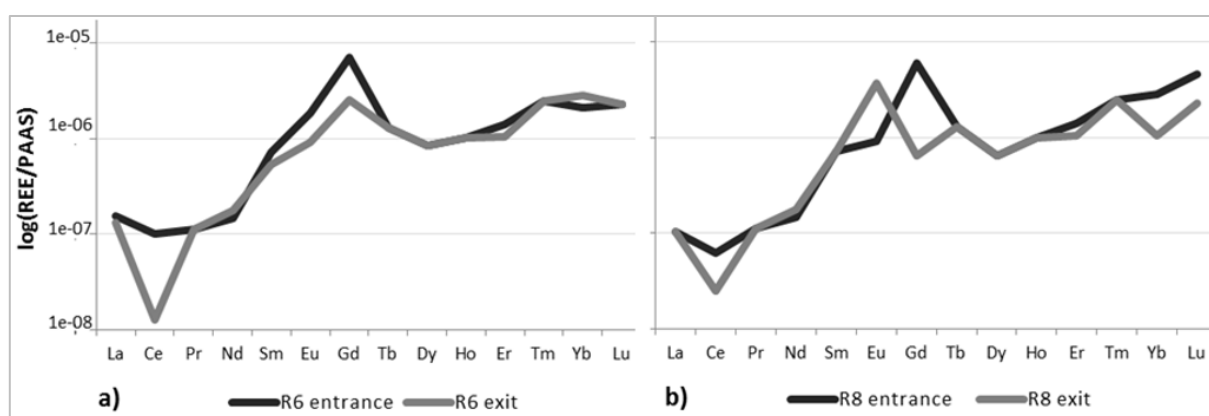 log(REE/PAAS)
1e-05
1e-06
1e-07
1e-08
La Ce Pr Nd Sm Eu Gd Tb Dy Ho Er Tm Yb Lu
a) R6 entrance R6 exit
La Ce Pr Nd Sm Eu Gd Tb Dy Ho Er Tm Yb Lu
b) R8 entrance R8 exit